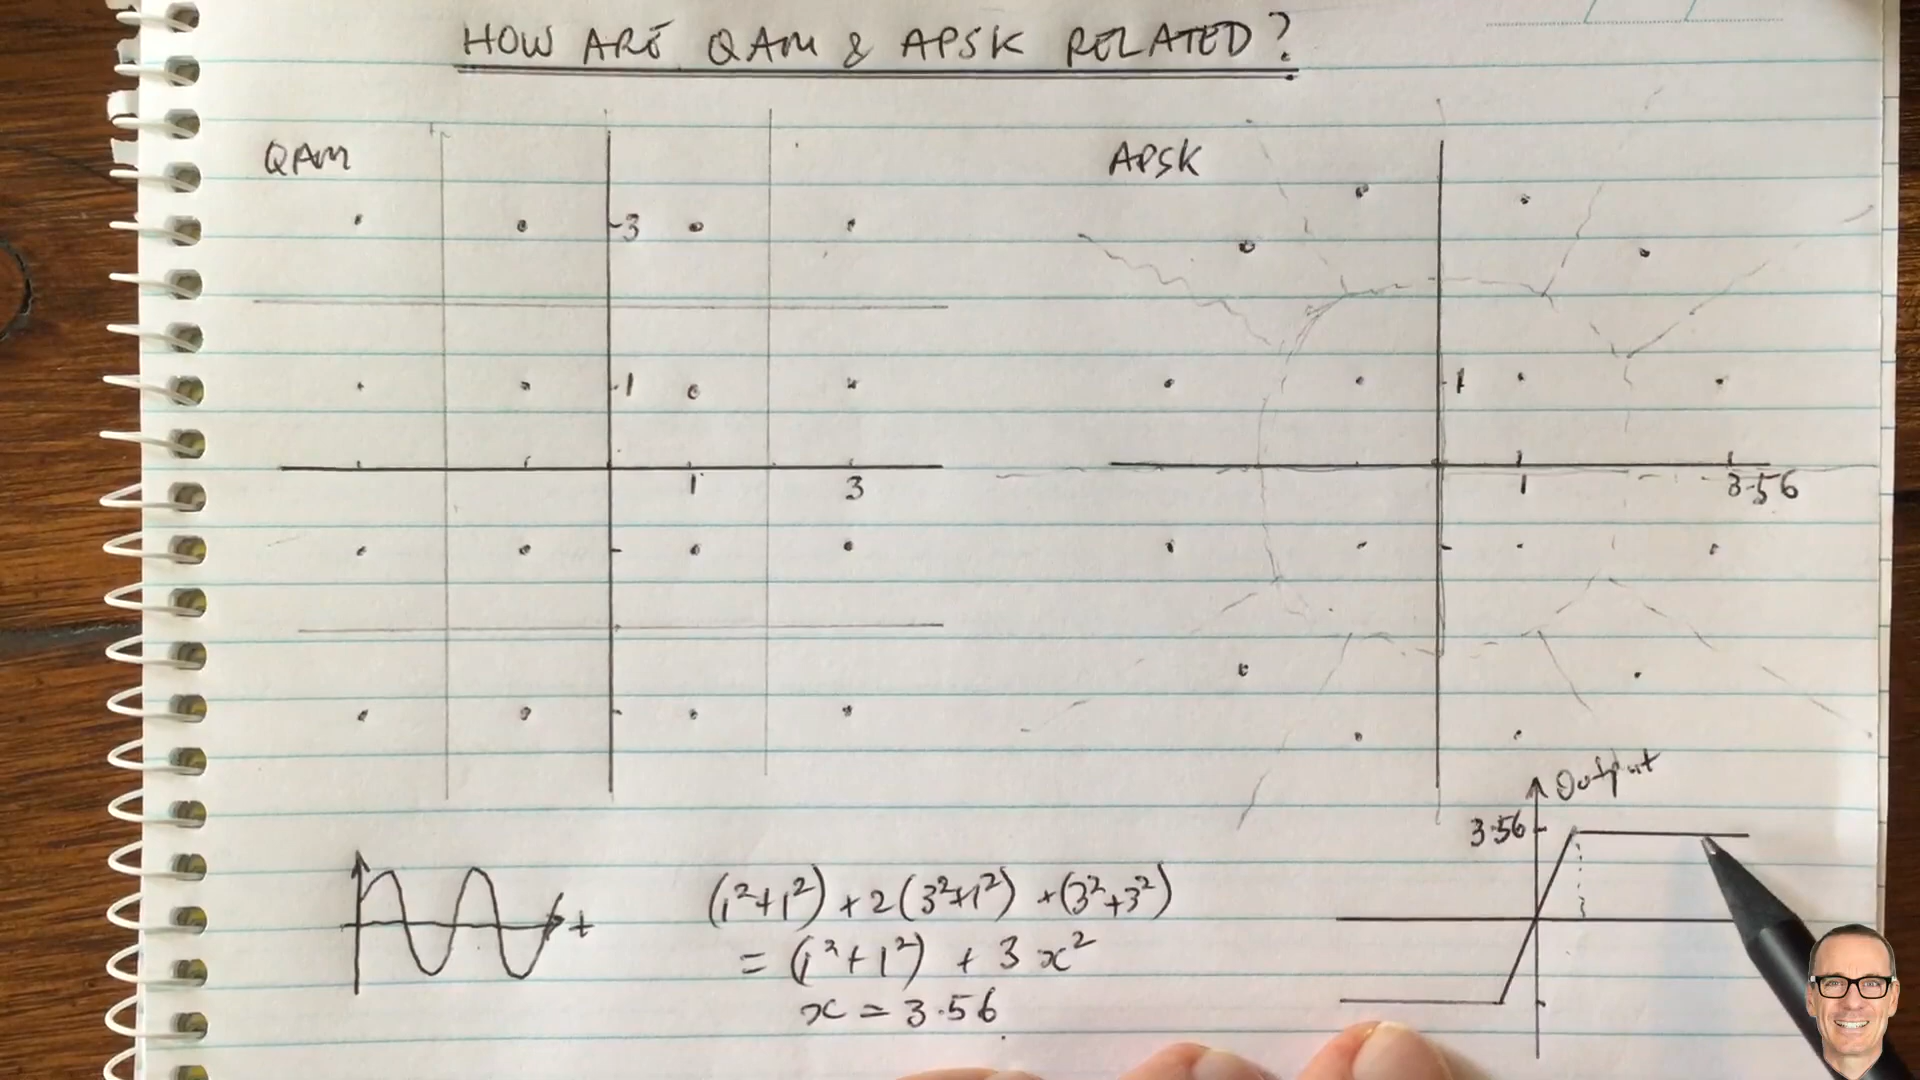 HOW ARE QAM & APSK RELATED?
QAM
3
1
1 3
APSK
1
1 3.56
t
(1²+1²) + 2(3²+1²) + (3²+3²)
= (1²+1²) + 3x²
x = 3.56
Output
3.56